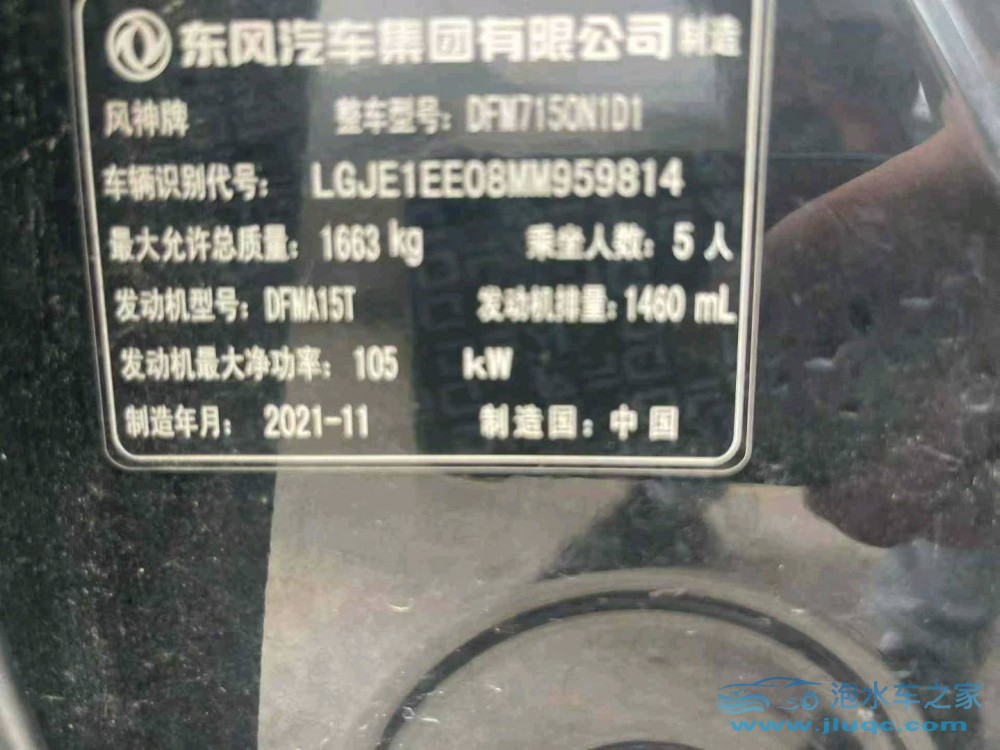 东风汽车集团有限公司制造
风神牌 整车型号：DFM7150N1D1
车辆识别代号：LGJE1EE08MM959814
最大允许总质量：1663 kg 乘坐人数：5 人
发动机型号：DFMA15T 发动机排量：1460 mL
发动机最大净功率：105 kW
制造年月：2021-11 制造国：中国
泡水车之家
www.jluqc.com